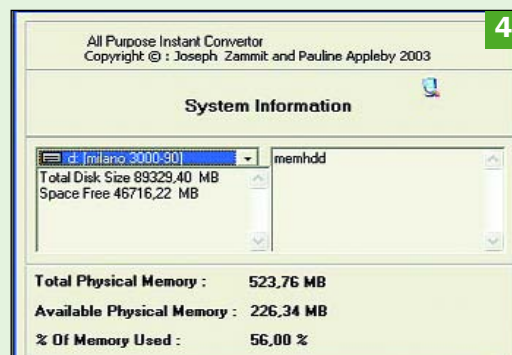 4
All Purpose Instant Convertor
Copyright © : Joseph Zammit and Pauline Appleby 2003
System Information
d: [milano 3000-90]
memhdd
Total Disk Size 89329,40 MB
Space Free 46716,22 MB
Total Physical Memory : 523,76 MB
Available Physical Memory : 226,34 MB
% Of Memory Used : 56,00 %